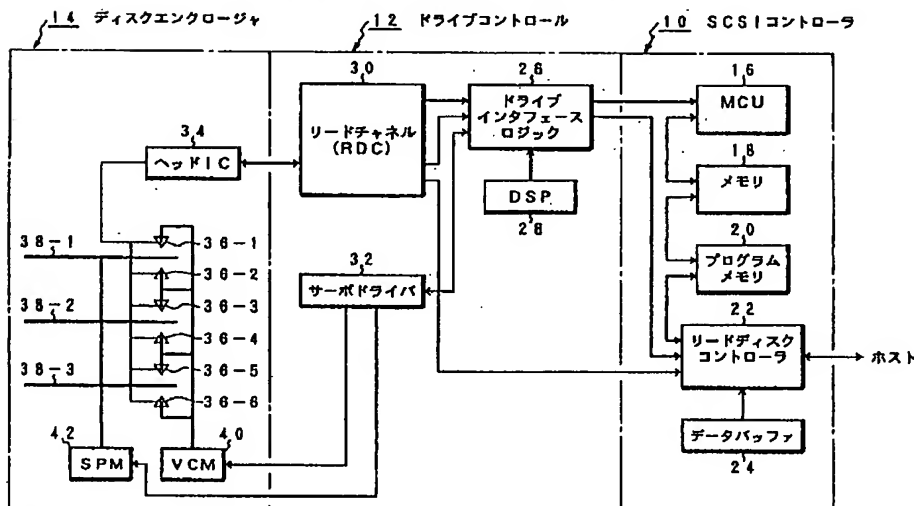 14 ディスクエンクロージャ
12 ドライブコントロール
10 SCSIコントローラ
30
リードチャネル
(RDC)
26
ドライブ
インタフェース
ロジック
16
MCU
34
ヘッドIC
18
メモリ
DSP
28
20
プログラム
メモリ
38-1
36-1
36-2
38-2
36-3
32
サーボドライバ
36-4
22
リードディスク
コントローラ
ホスト
38-3
36-5
36-6
42
SPM
40
VCM
データバッファ
24